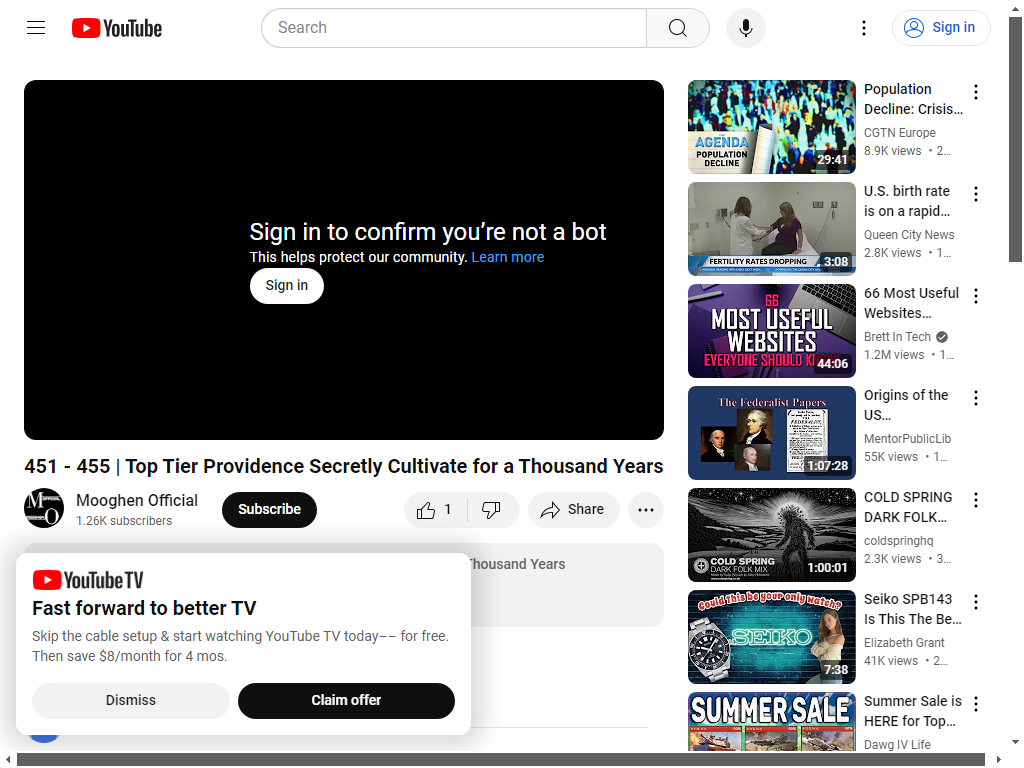 YouTube
Search
Sign in
Sign in to confirm you’re not a bot
This helps protect our community. Learn more
Sign in
451 - 455 | Top Tier Providence Secretly Cultivate for a Thousand Years
Mooghen Official
1.26K subscribers
Subscribe
1
Share
Thousand Years
YouTube TV
Fast forward to better TV
Skip the cable setup & start watching YouTube TV today–– for free.
Then save $8/month for 4 mos.
Dismiss
Claim offer
AGENDA
POPULATION
DECLINE
29:41
Population
Decline: Crisis…
CGTN Europe
8.9K views • 2…
FERTILITY RATES DROPPING
3:08
U.S. birth rate
is on a rapid…
Queen City News
2.8K views • 1…
66
MOST USEFUL
WEBSITES
EVERYONE SHOULD
44:06
66 Most Useful
Websites…
Brett In Tech
1.2M views • 1…
The Federalist Papers
1:07:28
Origins of the
US…
MentorPublicLib
55K views • 1…
COLD SPRING
DARK FOLK MIX
1:00:01
COLD SPRING
DARK FOLK…
coldspringhq
2.3K views • 3…
Could this be your only watch?
SEIKO
7:38
Seiko SPB143
Is This The Be…
Elizabeth Grant
41K views • 2…
SUMMER SALE
Summer Sale is
HERE for Top…
Dawg IV Life